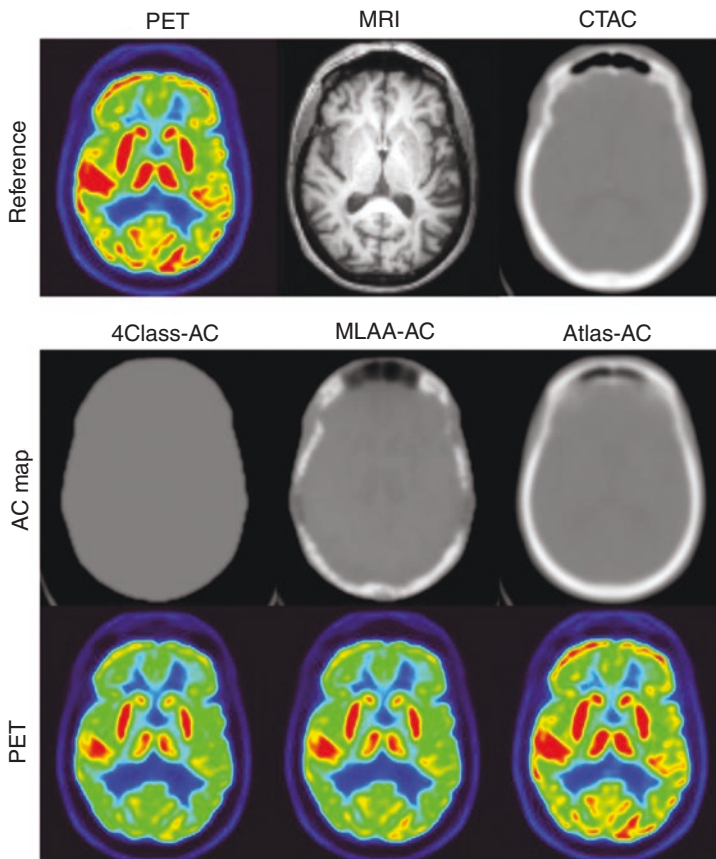 PET MRI CTAC
Reference
4Class-AC MLAA-AC Atlas-AC
AC map
PET